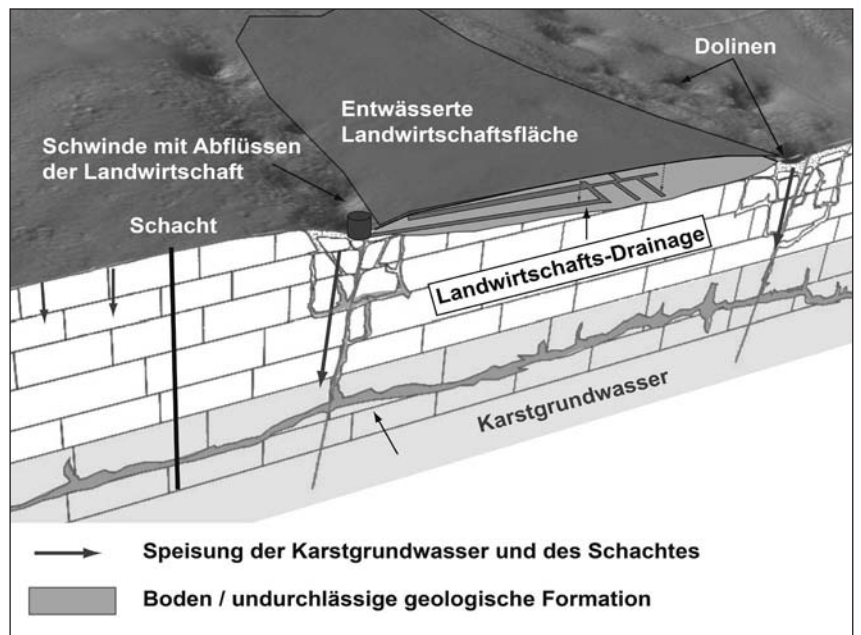 Dolinen
Entwässerte
Landwirtschaftsfläche
Schwinde mit Abflüssen
der Landwirtschaft
Schacht
Landwirtschafts-Drainage
Karstgrundwasser
Speisung der Karstgrundwasser und des Schachtes
Boden / undurchlässige geologische Formation